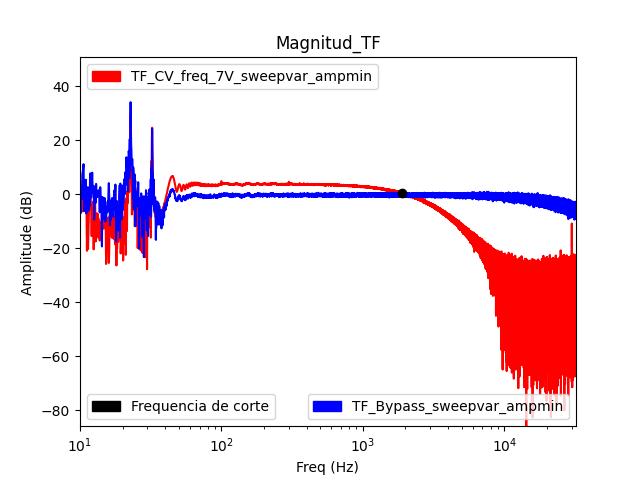 Magnitud_TF
TF_CV_freq_7V_sweepvar_ampmin
Amplitude (dB)
40
20
0
−20
−40
−60
−80
Frequencia de corte
TF_Bypass_sweepvar_ampmin
10¹ 10² 10³ 10⁴
Freq (Hz)